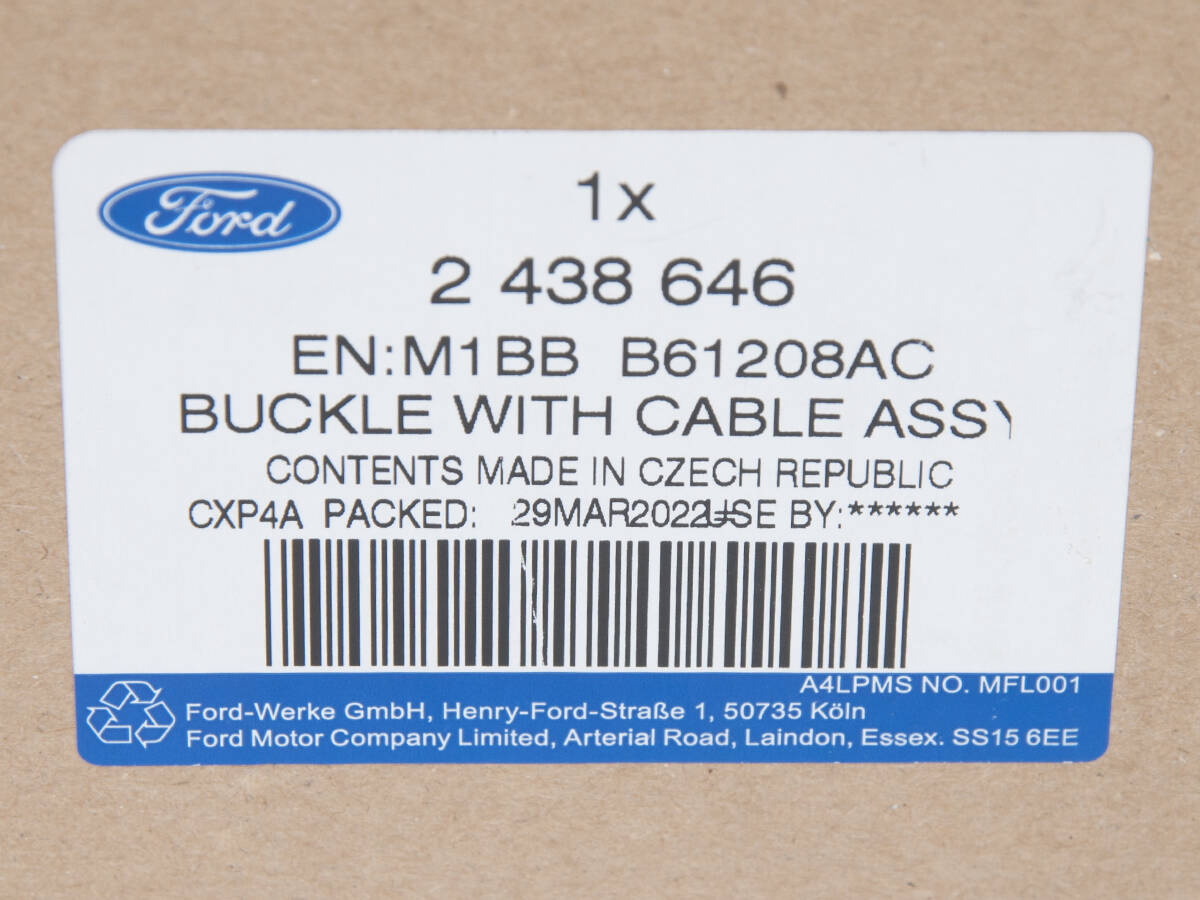 Ford
1x
2 438 646
EN:M1BB B61208AC
BUCKLE WITH CABLE ASSY
CONTENTS MADE IN CZECH REPUBLIC
CXP4A PACKED: 29MAR2022USE BY:******
A4LPMS NO. MFL001
Ford-Werke GmbH, Henry-Ford-Straße 1, 50735 Köln
Ford Motor Company Limited, Arterial Road, Laindon, Essex. SS15 6EE